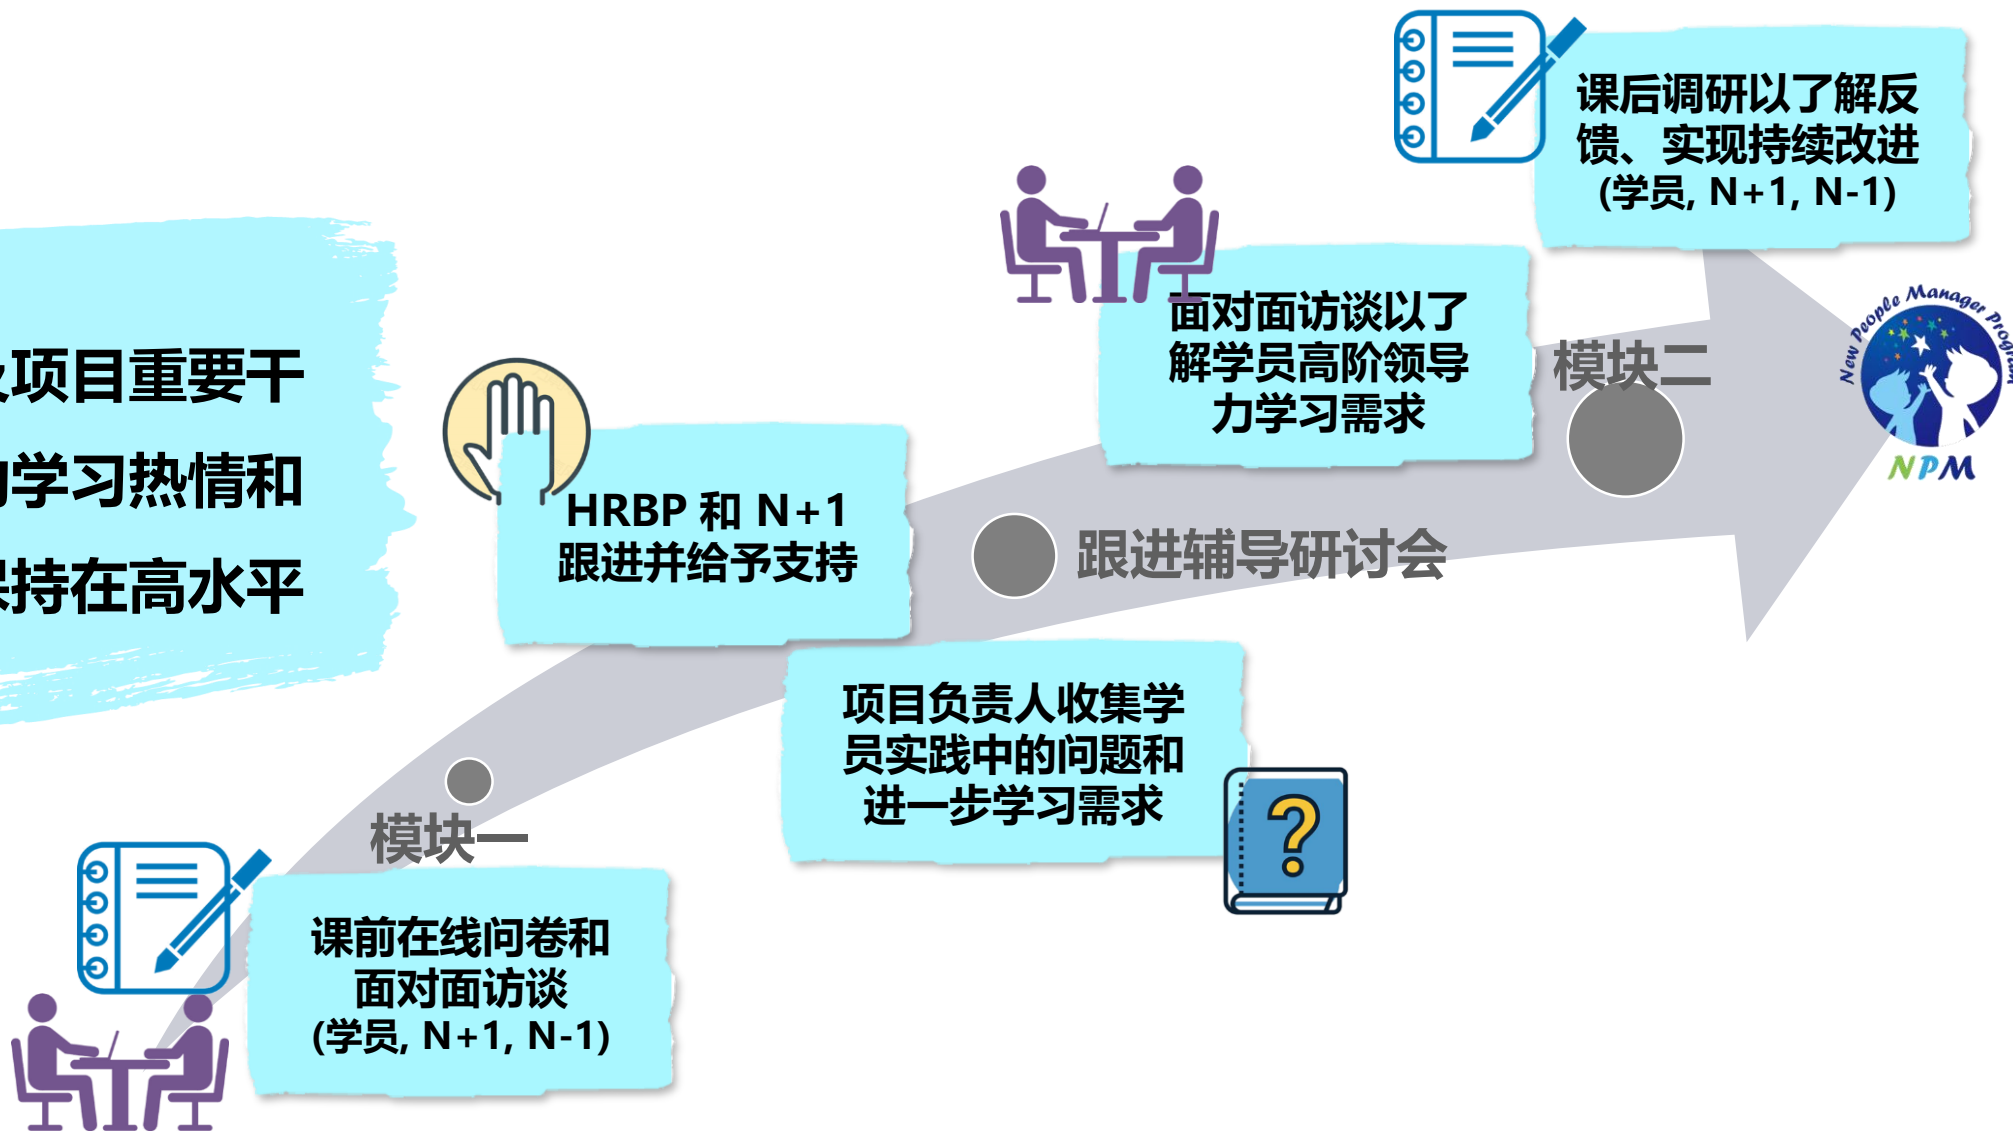 课后调研以了解反
馈、实现持续改进
(学员, N+1, N-1)
面对面访谈以了
解学员高阶领导
力学习需求
模块二
New People Manager Program
NPM
项目重要干
学习热情和
持在高水平
HRBP 和 N+1
跟进并给予支持
跟进辅导研讨会
项目负责人收集学
员实践中的问题和
进一步学习需求
模块一
课前在线问卷和
面对面访谈
(学员, N+1, N-1)